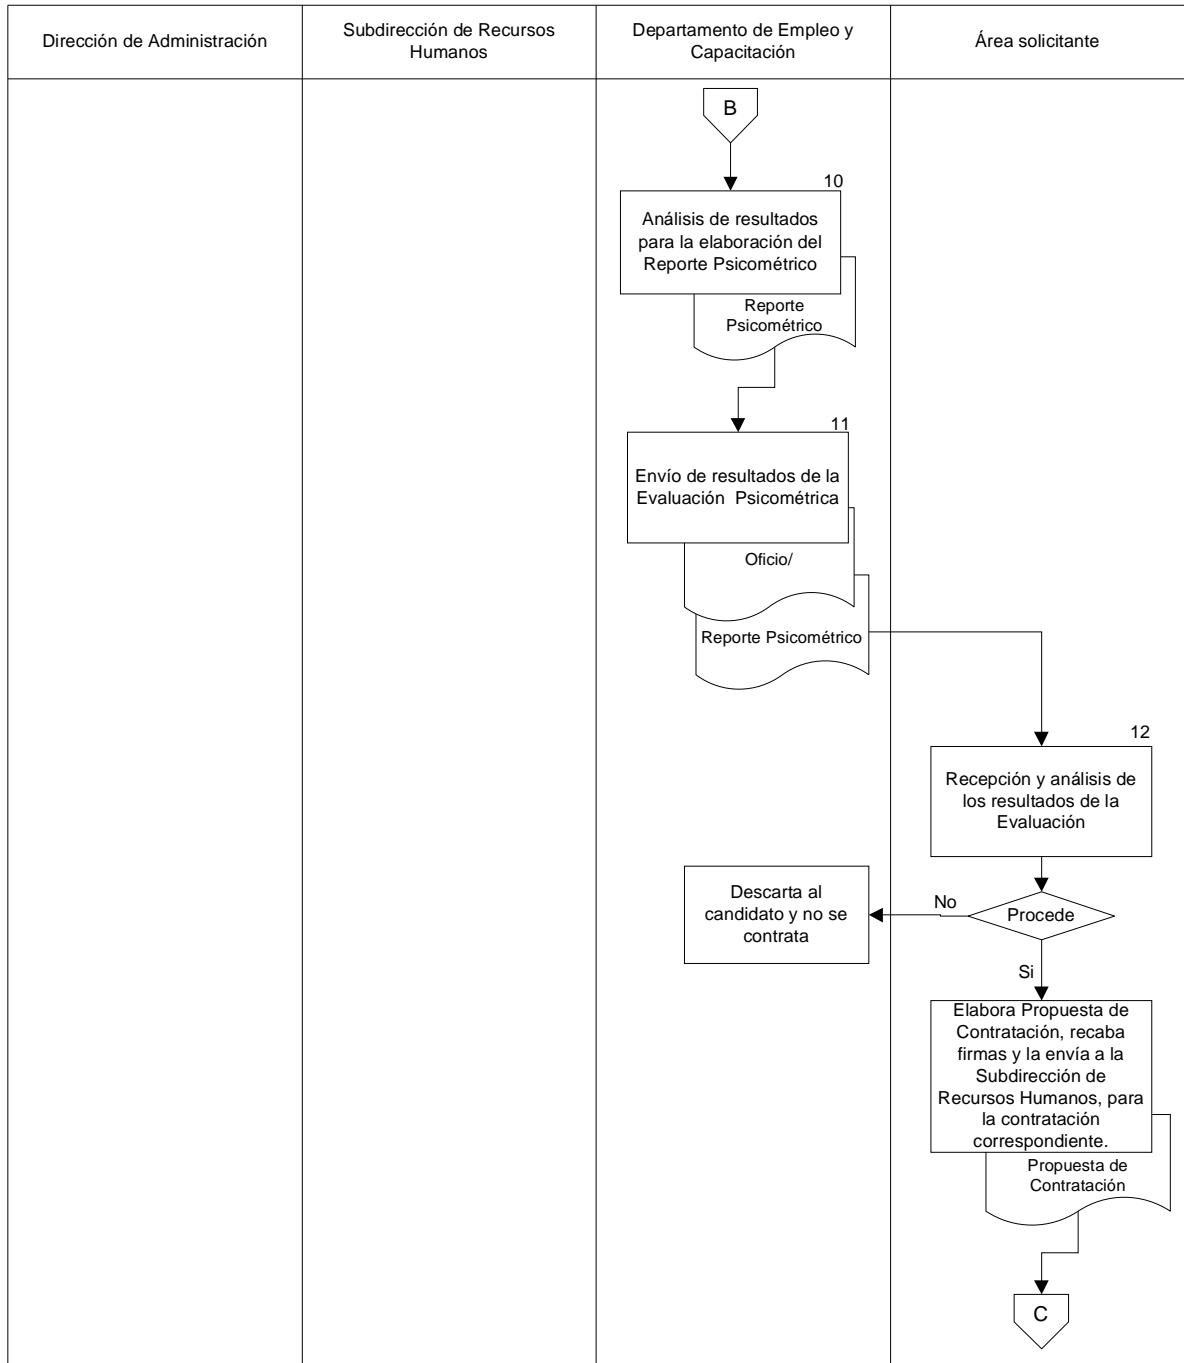 Dirección de Administración
Subdirección de Recursos
Humanos
Departamento de Empleo y
Capacitación
Área solicitante
B
10
Análisis de resultados
para la elaboración del
Reporte Psicométrico
Reporte
Psicométrico
11
Envío de resultados de la
Evaluación Psicométrica
Oficio/
Reporte Psicométrico
12
Recepción y análisis de
los resultados de la
Evaluación
Procede
No
Descarta al
candidato y no se
contrata
Si
Elabora Propuesta de
Contratación, recaba
firmas y la envía a la
Subdirección de
Recursos Humanos, para
la contratación
correspondiente.
Propuesta de
Contratación
C